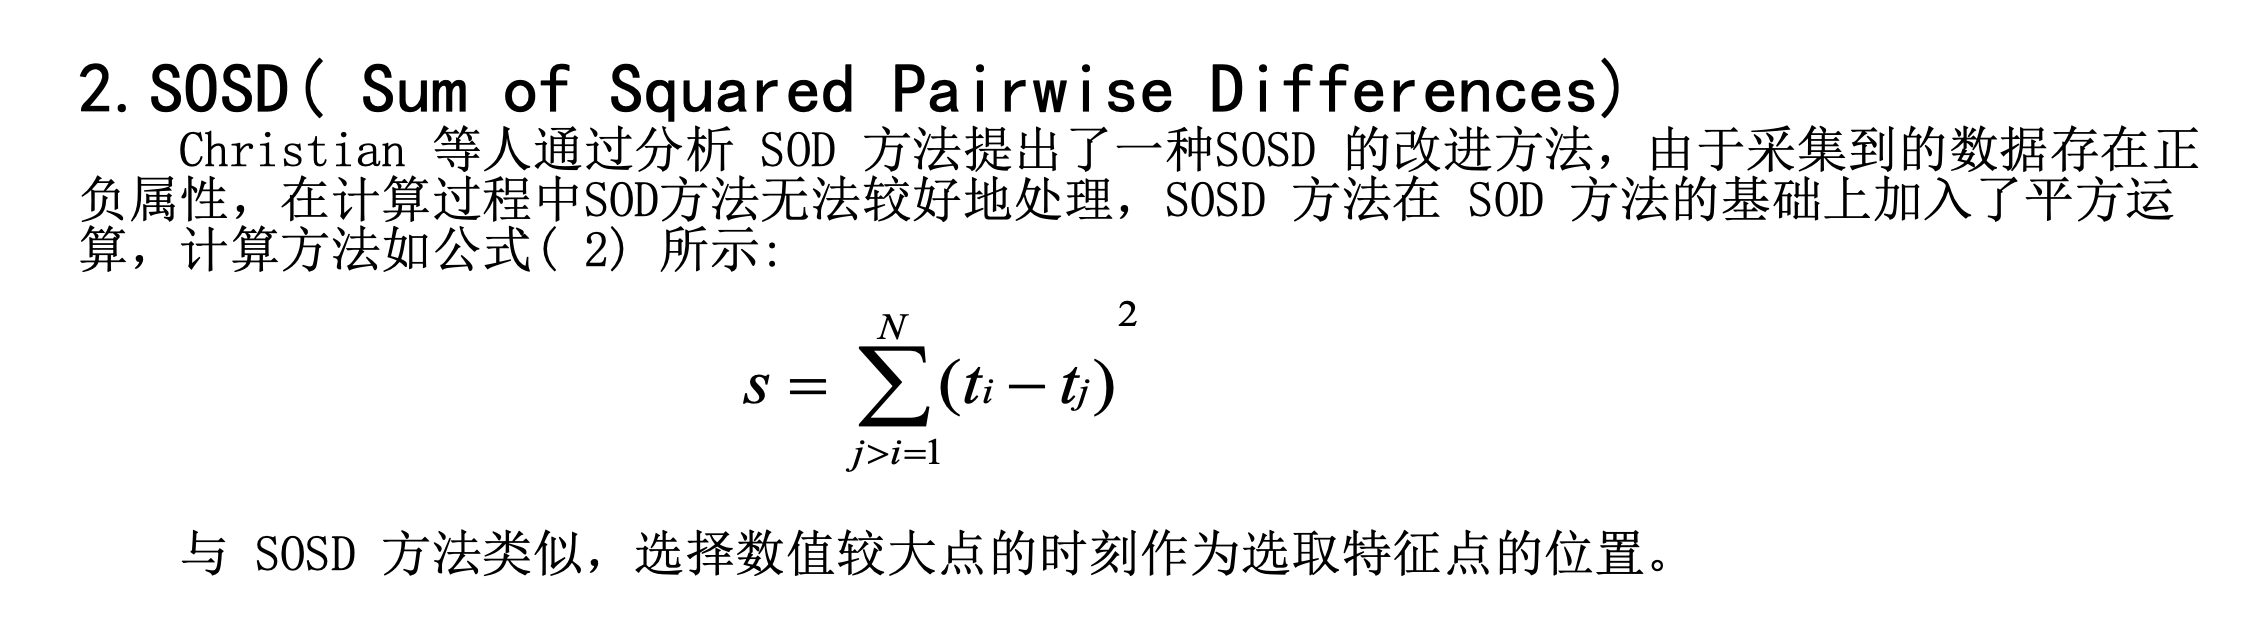 2.SOSD( Sum of Squared Pairwise Differences)
Christian 等人通过分析 SOD 方法提出了一种SOSD 的改进方法，由于采集到的数据存在正
负属性，在计算过程中SOD方法无法较好地处理，SOSD 方法在 SOD 方法的基础上加入了平方运
算，计算方法如公式( 2) 所示:
s = ∑_{j>i=1}^{N} (t_i − t_j)^2
与 SOSD 方法类似，选择数值较大点的时刻作为选取特征点的位置。